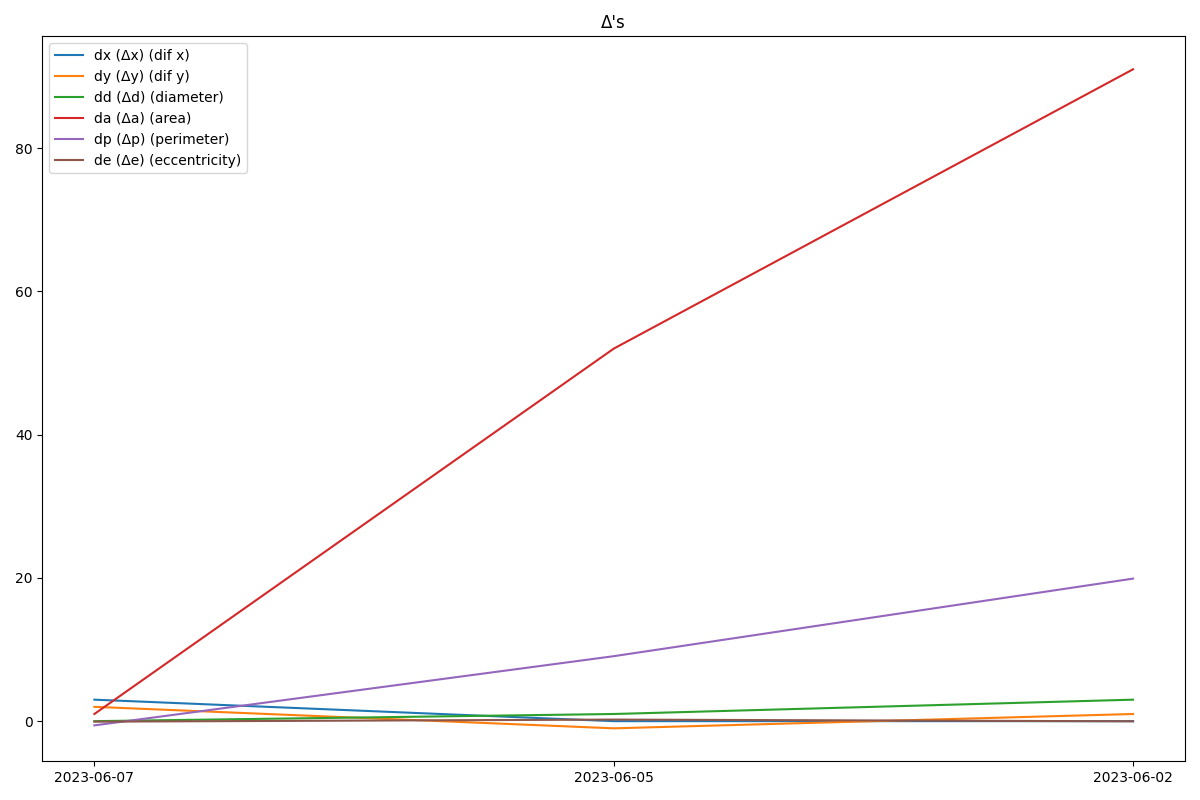 Δ's
dx (Δx) (dif x)
dy (Δy) (dif y)
dd (Δd) (diameter)
da (Δa) (area)
dp (Δp) (perimeter)
de (Δe) (eccentricity)
80
60
40
20
0
2023-06-07
2023-06-05
2023-06-02